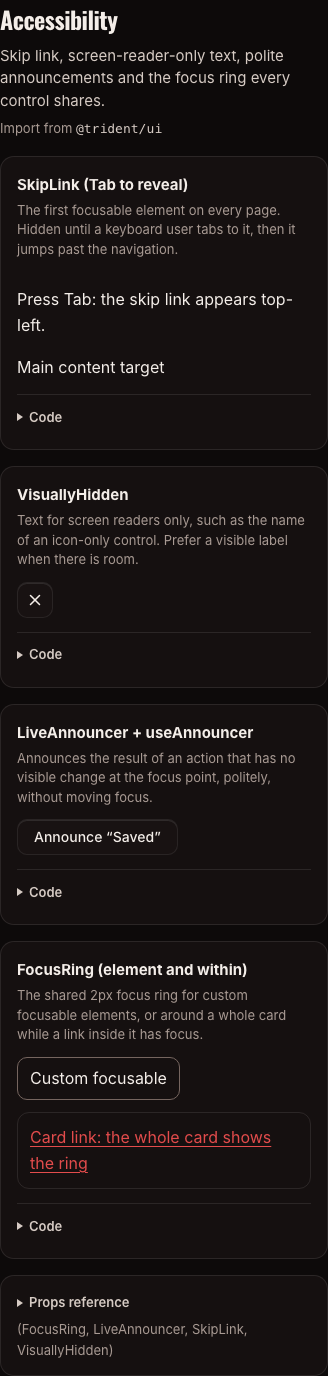 Accessibility
Skip link, screen-reader-only text, polite
announcements and the focus ring every
control shares.
Import from @trident/ui
SkipLink (Tab to reveal)
The first focusable element on every page.
Hidden until a keyboard user tabs to it, then it
jumps past the navigation.
Press Tab: the skip link appears top-
left.
Main content target
Code
VisuallyHidden
Text for screen readers only, such as the name
of an icon-only control. Prefer a visible label
when there is room.
Code
LiveAnnouncer + useAnnouncer
Announces the result of an action that has no
visible change at the focus point, politely,
without moving focus.
Announce “Saved”
Code
FocusRing (element and within)
The shared 2px focus ring for custom
focusable elements, or around a whole card
while a link inside it has focus.
Custom focusable
Card link: the whole card shows
the ring
Code
Props reference
(FocusRing, LiveAnnouncer, SkipLink,
VisuallyHidden)